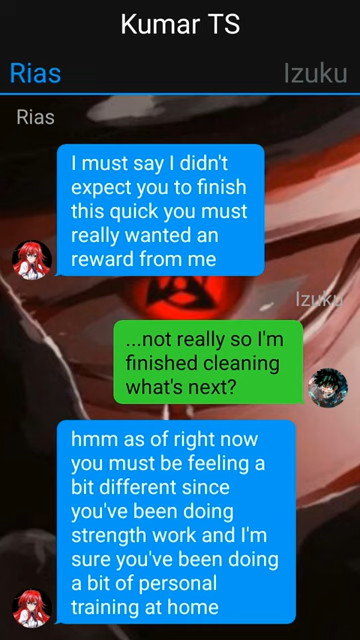 Kumar TS
Rias
Izuku
Rias
I must say I didn't
expect you to finish
this quick you must
really wanted an
reward from me
Izuku
...not really so I'm
finished cleaning
what's next?
hmm as of right now
you must be feeling a
bit different since
you've been doing
strength work and I'm
sure you've been doing
a bit of personal
training at home